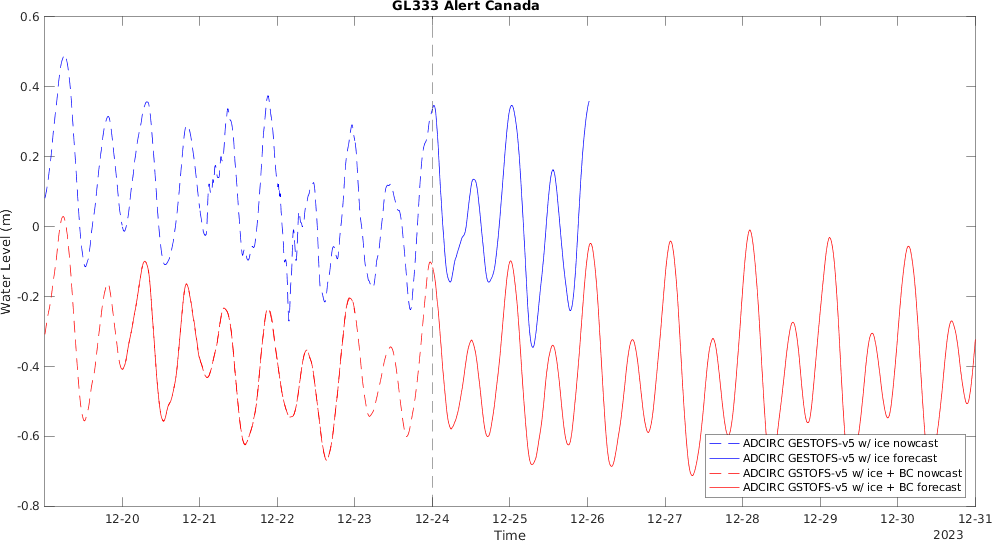 GL333 Alert Canada
0.6
0.4
0.2
0
-0.2
-0.4
-0.6
-0.8
Water Level (m)
ADCIRC GESTOFS-v5 w/ ice nowcast
ADCIRC GESTOFS-v5 w/ ice forecast
ADCIRC GSTOFS-v5 w/ ice + BC nowcast
ADCIRC GSTOFS-v5 w/ ice + BC forecast
12-20 12-21 12-22 12-23 12-24 12-25 12-26 12-27 12-28 12-29 12-30 12-31
Time
2023